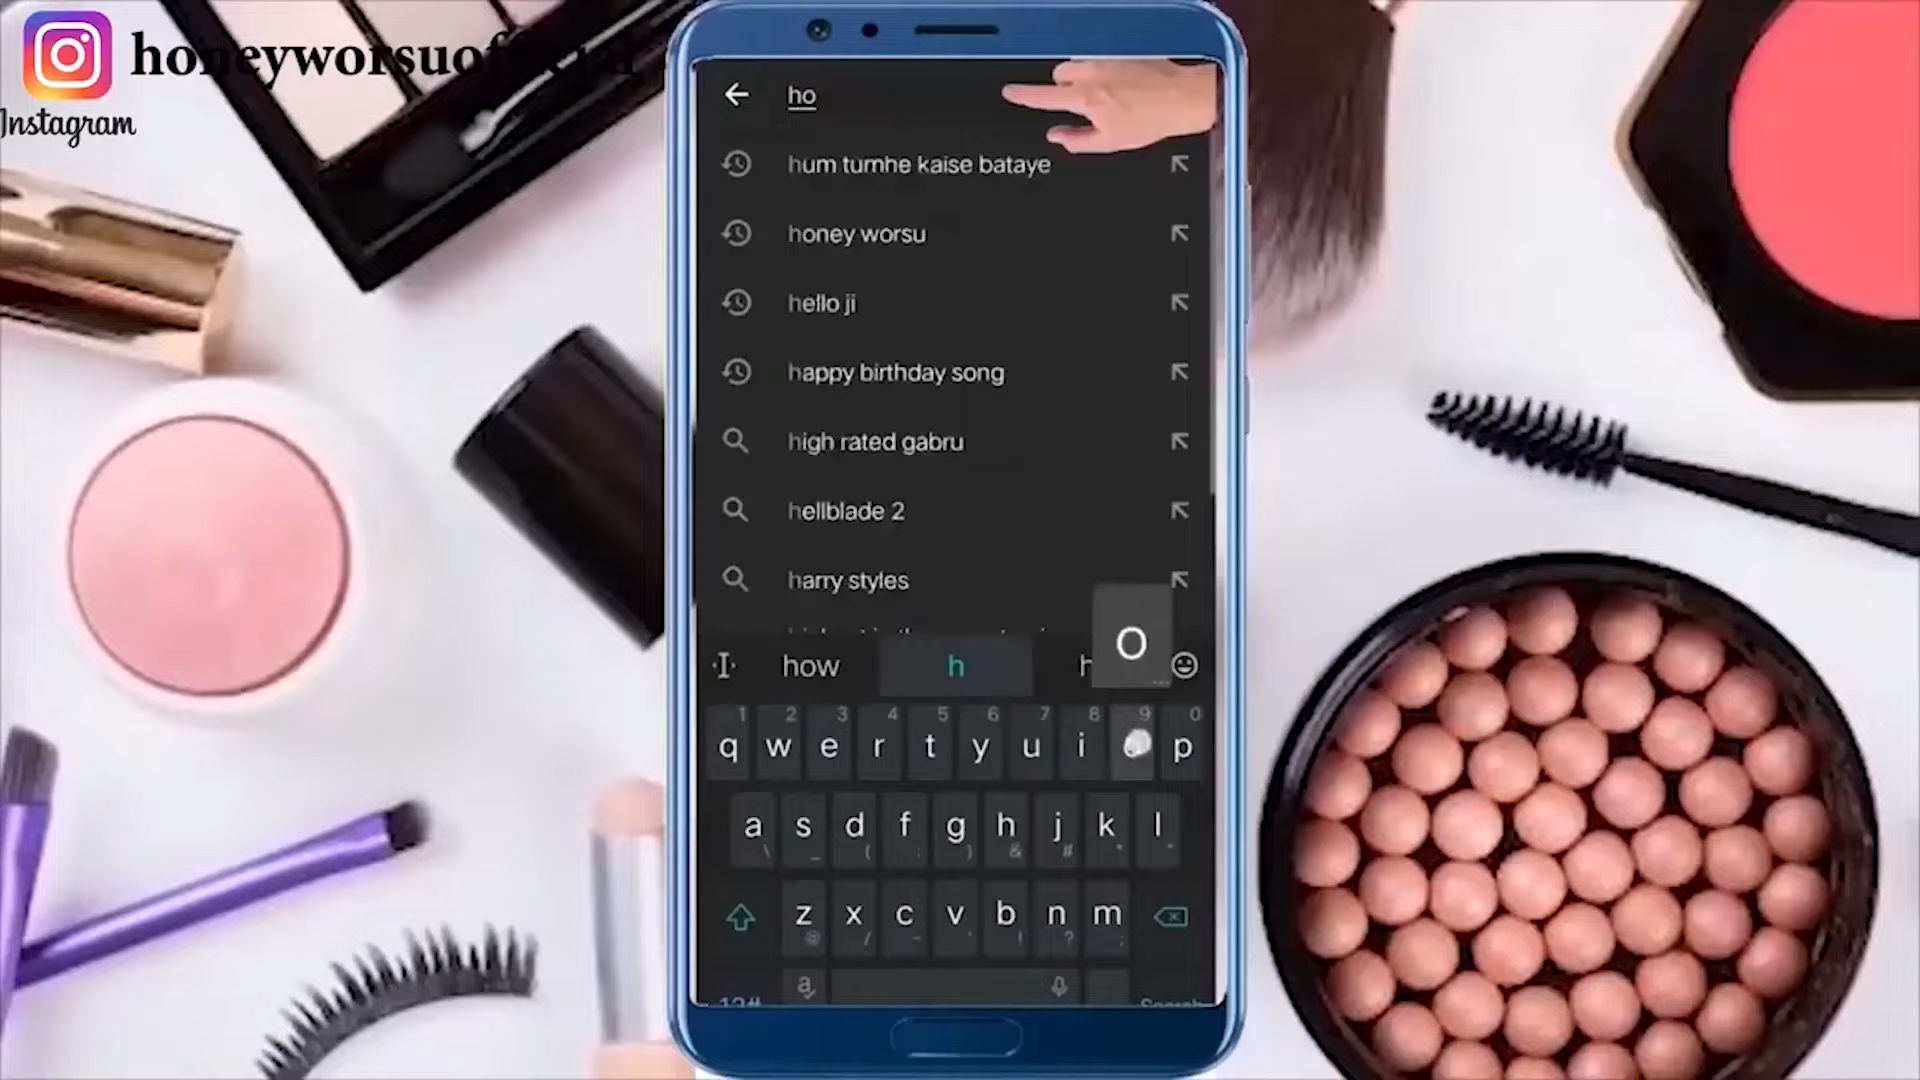 honeyworsuof
Instagram
ho
hum tumhe kaise bataye
honey worsu
hello ji
happy birthday song
high rated gabru
hellblade 2
harry styles
how h h
O
1 2 3 4 5 6 7 8 9 0
q w e r t y u i p
a s d f g h j k l
z x c v b n m